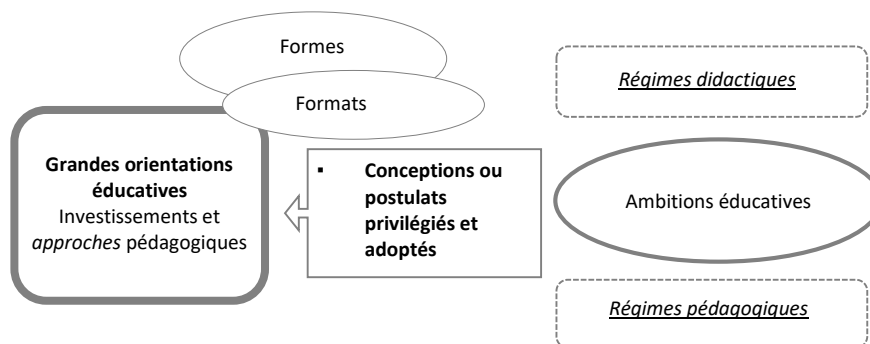 Formes
Formats
Grandes orientations
éducatives
Investissements et
approches pédagogiques
▪ Conceptions ou
postulats
privilégiés et
adoptés
Régimes didactiques
Ambitions éducatives
Régimes pédagogiques